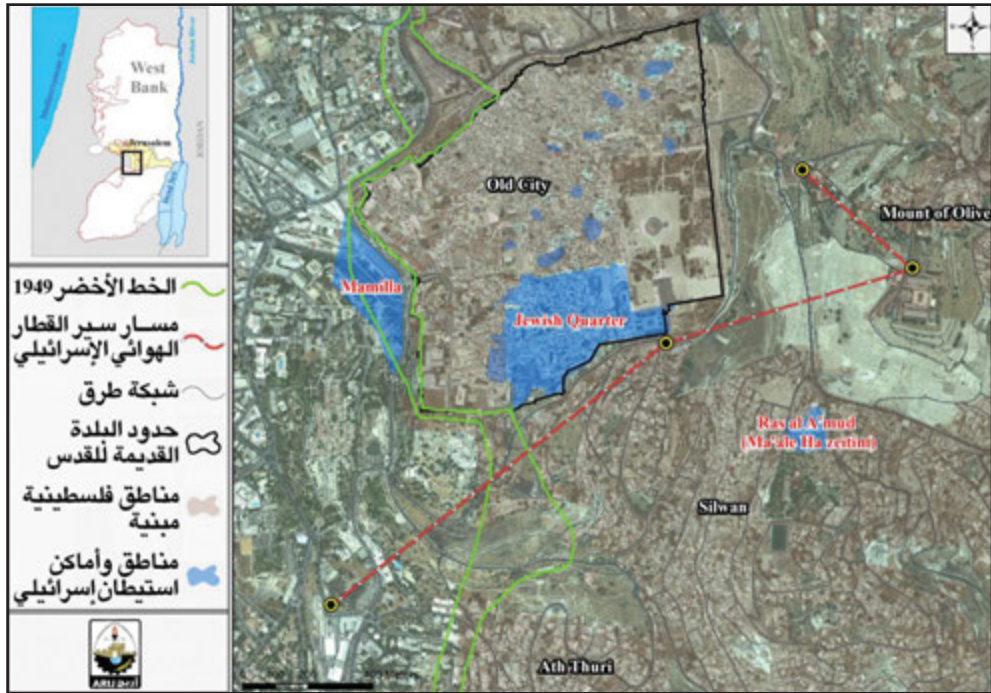 West
Bank
Jerusalem
JORDAN
الخط الأخضر 1949
مسار سير القطار
الهوائي الإسرائيلي
شبكة طرق
حدود البلدة
القديمة للقدس
مناطق فلسطينية
مبنية
مناطق وأماكن
استيطان إسرائيلي
أريج ARIJ
Old City
Mount of Olive
Mamilla
Jewish Quarter
Ras al A'mud
(Ma'ale Ha zeitim)
Silwan
Ath Thuri